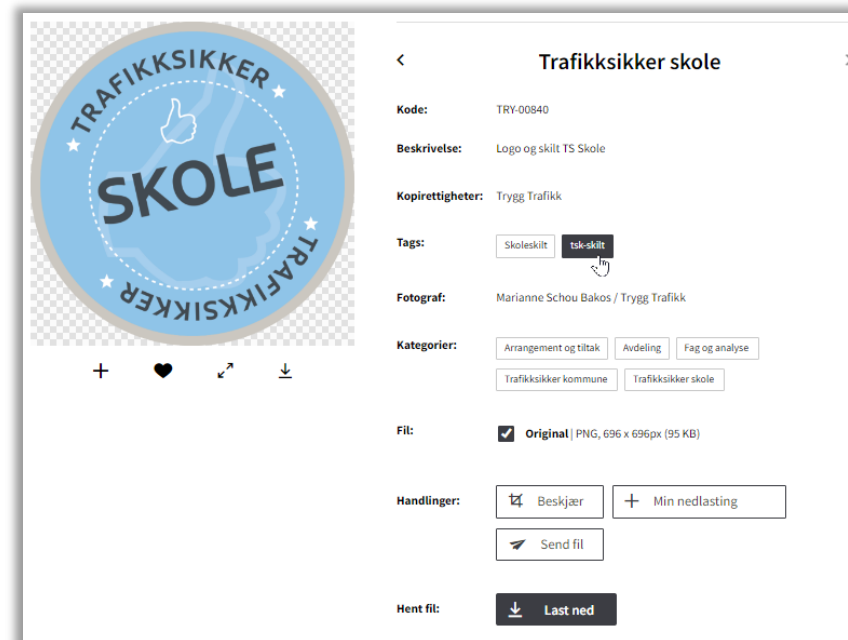 TRAFIKKSIKKER
SKOLE
TRAFIKKSIKKER
Trafikksikker skole
Kode: TRY-00840
Beskrivelse: Logo og skilt TS Skole
Kopirettigheter: Trygg Trafikk
Tags: Skoleskilt tsk-skilt
Fotograf: Marianne Schou Bakos / Trygg Trafikk
Kategorier: Arrangement og tiltak Avdeling Fag og analyse
Trafikksikker kommune Trafikksikker skole
Fil: Original | PNG, 696 x 696px (95 KB)
Handlinger: Beskjær Min nedlasting
Send fil
Hent fil: Last ned